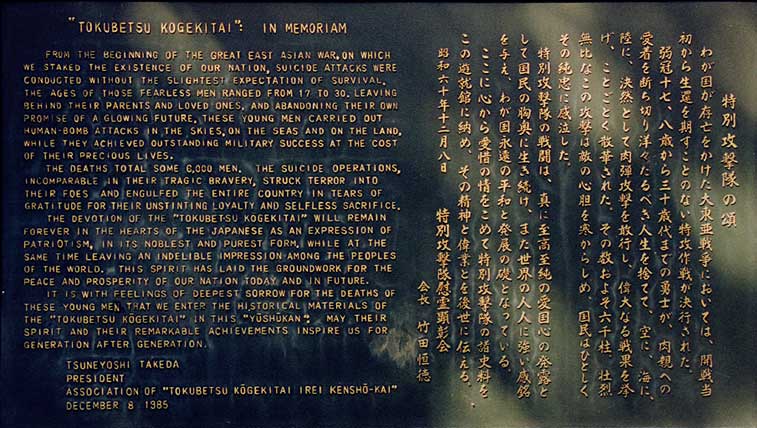 "TOKUBETSU KOGEKITAI": IN MEMORIAM
FROM THE BEGINNING OF THE GREAT EAST ASIAN WAR, ON WHICH
WE STAKED THE EXISTENCE OF OUR NATION, SUICIDE ATTACKS WERE
CONDUCTED WITHOUT THE SLIGHTEST EXPECTATION OF SURVIVAL.
THE AGES OF THOSE FEARLESS MEN RANGED FROM 17 TO 30. LEAVING
BEHIND THEIR PARENTS AND LOVED ONES, AND ABANDONING THEIR OWN
PROMISE OF A GLOWING FUTURE, THESE YOUNG MEN CARRIED OUT
HUMAN-BOMB ATTACKS IN THE SKIES, ON THE SEAS AND ON THE LAND,
WHILE THEY ACHIEVED OUTSTANDING MILITARY SUCCESS AT THE COST
OF THEIR PRECIOUS LIVES.
THE DEATHS TOTAL SOME 6,000 MEN. THE SUICIDE OPERATIONS,
INCOMPARABLE IN THEIR TRAGIC BRAVERY, STRUCK TERROR INTO
THEIR FOES AND ENGULFED THE ENTIRE COUNTRY IN TEARS OF
GRATITUDE FOR THEIR UNSTINTING LOYALTY AND SELFLESS SACRIFICE.
THE DEVOTION OF THE "TOKUBETSU KOGEKITAI" WILL REMAIN
FOREVER IN THE HEARTS OF THE JAPANESE AS AN EXPRESSION OF
PATRIOTISM, IN ITS NOBLEST AND PUREST FORM, WHILE AT THE
SAME TIME LEAVING AN INDELIBLE IMPRESSION AMONG THE PEOPLES
OF THE WORLD. THIS SPIRIT HAS LAID THE GROUNDWORK FOR THE
PEACE AND PROSPERITY OF OUR NATION TODAY AND IN FUTURE.
IT IS WITH FEELINGS OF DEEPEST SORROW FOR THE DEATHS OF
THESE YOUNG MEN THAT WE ENTER THE HISTORICAL MATERIALS OF
THE "TOKUBETSU KŌGEKITAI" IN THIS "YŪSHŪKAN". MAY THEIR
SPIRIT AND THEIR REMARKABLE ACHIEVEMENTS INSPIRE US FOR
GENERATION AFTER GENERATION.
TSUNEYOSHI TAKEDA
PRESIDENT
ASSOCIATION OF "TOKUBETSU KŌGEKITAI IREI KENSHŌ-KAI"
DECEMBER 8 1985
特別攻撃隊の頌
わが国が存亡をかけた大東亜戦争においては、開戦当
初から生還を期することのない特攻作戦が決行された。
弱冠十七、八歳から三十歳代までの勇士が、肉親への
愛着を断ち切り洋々たるべき人生を捨てて、空に、海に、
陸に、決然として肉弾攻撃を敢行し、偉大なる戦果を挙
げ、ことごとく散華された。その数およそ六千柱、壮烈
無比なこの攻撃は敵の心胆を寒からしめ、国民はひとしく
その純忠に感泣した。
特別攻撃隊の戦闘は、真に至高至純の愛国心の発露と
して国民の胸奥に生き続け、また世界の人々に強い感銘
を与え、わが国永遠の平和と発展の礎となっている。
ここに心から愛惜の情をこめて特別攻撃隊の諸史料を
この遊就館に納め、その精神と偉業とを後世に伝える。
昭和六十年十二月八日 特別攻撃隊慰霊顕彰会
会長 竹田恒徳